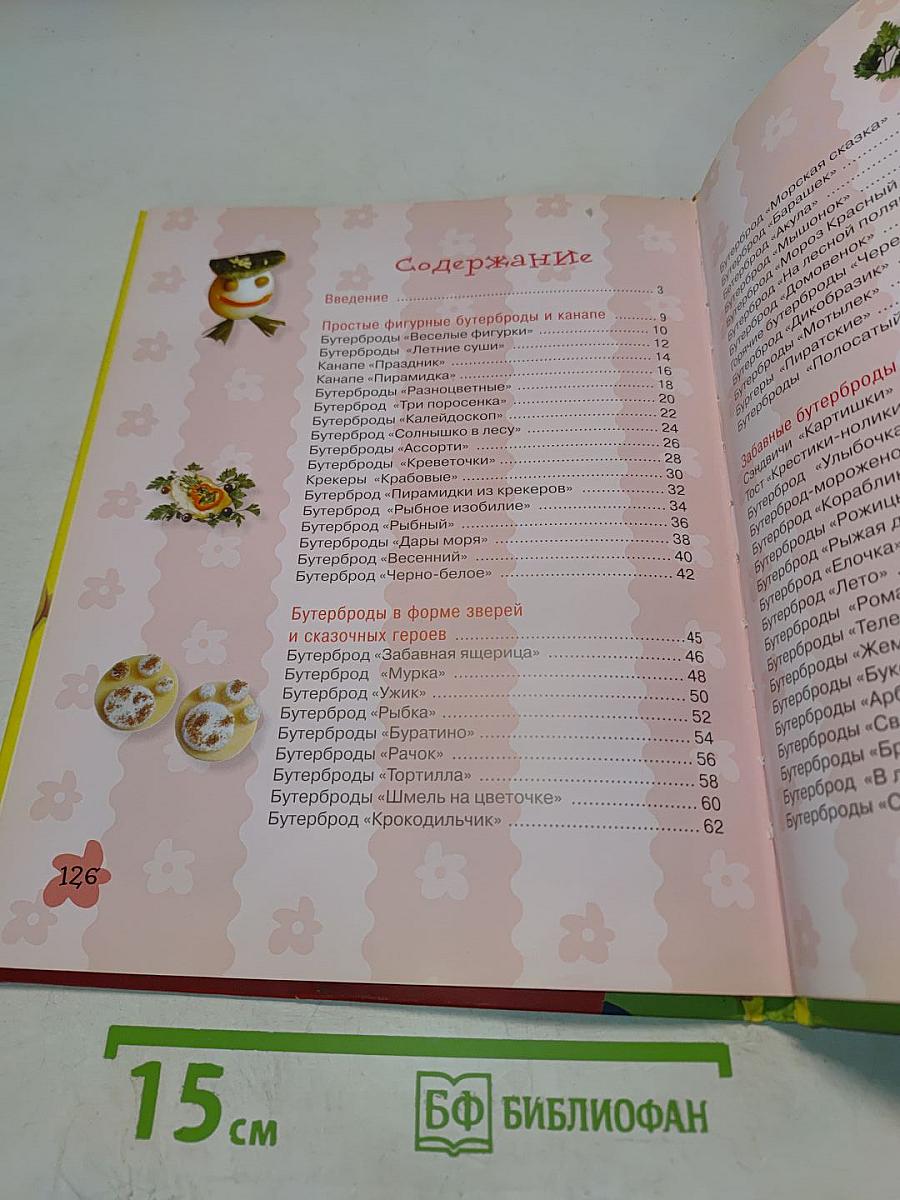 Содержание
Введение 3
Простые фигурные бутерброды и канапе 9
Бутерброды «Веселые фигурки» 10
Бутерброды «Летние суши» 12
Канапе «Праздник» 14
Канапе «Пирамидка» 16
Бутерброды «Разноцветные» 18
Бутерброд «Три поросенка» 20
Бутерброды «Калейдоскоп» 22
Бутерброд «Солнышко в лесу» 24
Бутерброды «Ассорти» 26
Бутерброды «Креветочки» 28
Крекеры «Крабовые» 30
Бутерброд «Пирамидки из крекеров» 32
Бутерброд «Рыбное изобилие» 34
Бутерброд «Рыбный» 36
Бутерброды «Дары моря» 38
Бутерброд «Весенний» 40
Бутерброд «Черно-белое» 42
Бутерброды в форме зверей
и сказочных героев 45
Бутерброд «Забавная ящерица» 46
Бутерброд «Мурка» 48
Бутерброд «Ужик» 50
Бутерброд «Рыбка» 52
Бутерброды «Буратино» 54
Бутерброды «Рачок» 56
Бутерброды «Тортилла» 58
Бутерброды «Шмель на цветочке» 60
Бутерброд «Крокодильчик» 62
126
Бутерброд «Морская сказка»
Бутерброд «Барашек»
Бутерброд «Акула»
Бутерброд «Мышонок»
Бутерброд «Мороз Красный
Бутерброд «На лесной поля
Бутерброд «Домовенок»
Горячие бутерброды «Чере
Бутерброд «Дикобразик»
Бутерброды «Мотылек»
Бургеры «Пиратские»
Бутерброды «Полосатый
Забавные бутерброды
Сэндвичи «Картишки»
Тост «Крестики-нолики
Бутерброд «Улыбочка
Бутерброд-морожено
Бутерброд «Кораблик
Бутерброды «Рожицы
Бутерброд «Рыжая д
Бутерброд «Елочка»
Бутерброд «Лето»
Бутерброды «Рома
Бутерброды «Теле
Бутерброды «Жем
Бутерброды «Буке
Бутерброды «Арб
Бутерброды «Св
Бутерброды «Бр
Бутерброд «В л
Бутерброды «С
15 см
БФ БИБЛИОФАН